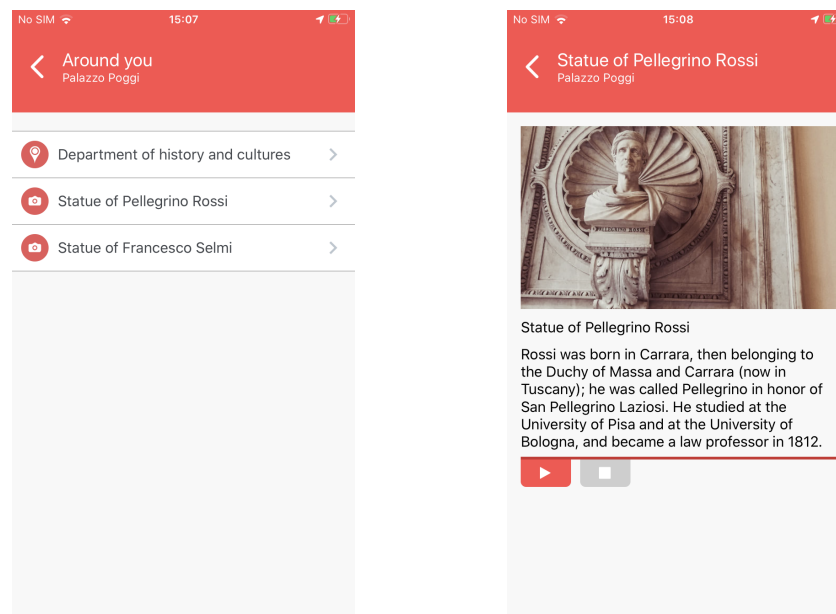 No SIM 15:07
Around you
Palazzo Poggi
Department of history and cultures
Statue of Pellegrino Rossi
Statue of Francesco Selmi
No SIM 15:08
Statue of Pellegrino Rossi
Palazzo Poggi
PELLEGRINO ROSSI
Statue of Pellegrino Rossi
Rossi was born in Carrara, then belonging to
the Duchy of Massa and Carrara (now in
Tuscany); he was called Pellegrino in honor of
San Pellegrino Laziosi. He studied at the
University of Pisa and at the University of
Bologna, and became a law professor in 1812.